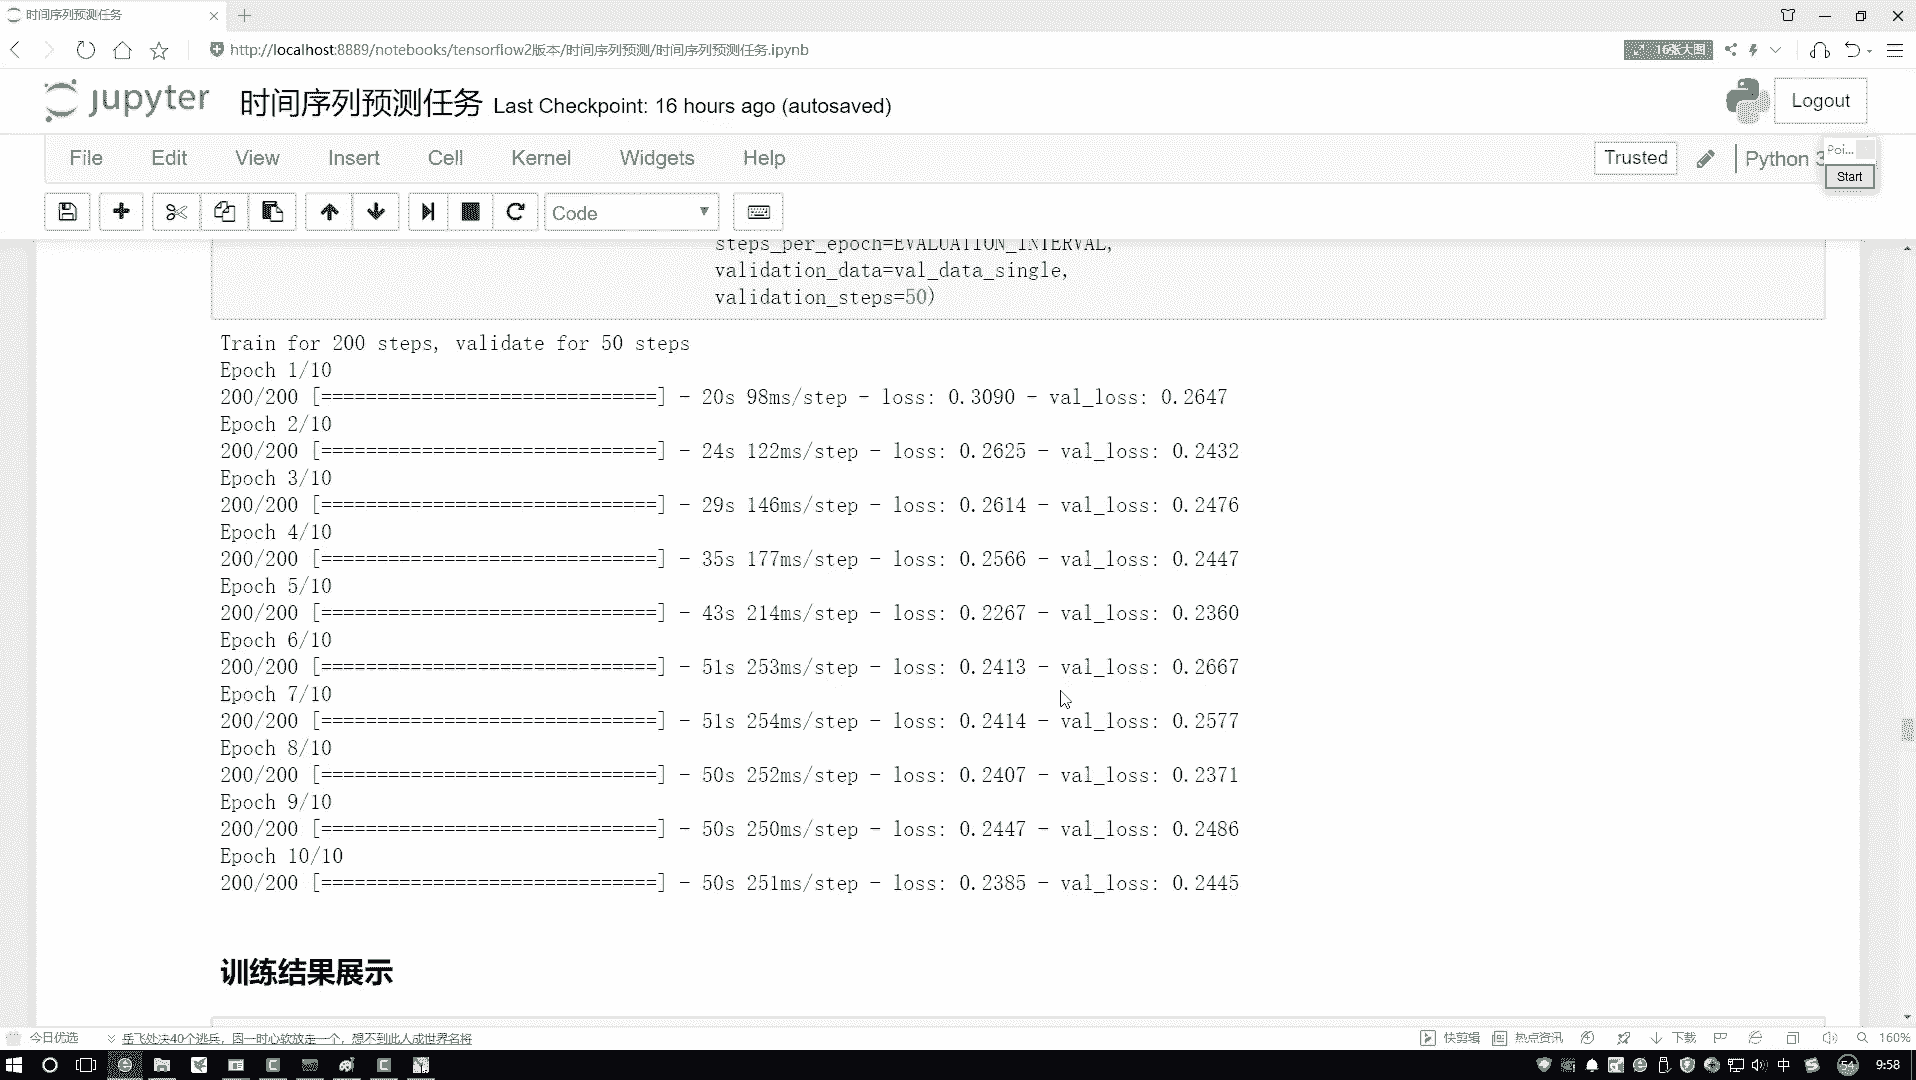 时间序列预测任务
http://localhost:8889/notebooks/tensorflow2版本/时间序列预测/时间序列预测任务.ipynb
16张大图
jupyter 时间序列预测任务 Last Checkpoint: 16 hours ago (autosaved)
Logout
File Edit View Insert Cell Kernel Widgets Help
Trusted
Python 3
Poi...
Start
Code
steps_per_epoch=EVALUATION_INTERVAL,
validation_data=val_data_single,
validation_steps=50)
Train for 200 steps, validate for 50 steps
Epoch 1/10
200/200 [==============================] - 20s 98ms/step - loss: 0.3090 - val_loss: 0.2647
Epoch 2/10
200/200 [==============================] - 24s 122ms/step - loss: 0.2625 - val_loss: 0.2432
Epoch 3/10
200/200 [==============================] - 29s 146ms/step - loss: 0.2614 - val_loss: 0.2476
Epoch 4/10
200/200 [==============================] - 35s 177ms/step - loss: 0.2566 - val_loss: 0.2447
Epoch 5/10
200/200 [==============================] - 43s 214ms/step - loss: 0.2267 - val_loss: 0.2360
Epoch 6/10
200/200 [==============================] - 51s 253ms/step - loss: 0.2413 - val_loss: 0.2667
Epoch 7/10
200/200 [==============================] - 51s 254ms/step - loss: 0.2414 - val_loss: 0.2577
Epoch 8/10
200/200 [==============================] - 50s 252ms/step - loss: 0.2407 - val_loss: 0.2371
Epoch 9/10
200/200 [==============================] - 50s 250ms/step - loss: 0.2447 - val_loss: 0.2486
Epoch 10/10
200/200 [==============================] - 50s 251ms/step - loss: 0.2385 - val_loss: 0.2445
训练结果展示
今日优选
岳飞处决40个逃兵，因一时心软放走一个，想不到此人成世界名将
快剪辑
热点资讯
下载
160%
中
54
9:58